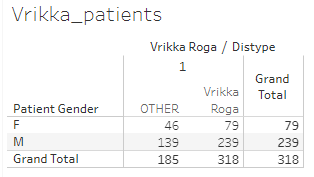 Vrikka_patients
Vrikka Roga / Distype
1
Grand Total
Patient Gender OTHER Vrikka Roga
F 46 79 79
M 139 239 239
Grand Total 185 318 318